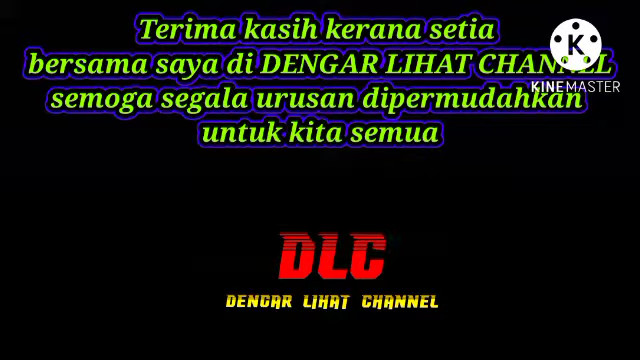 Terima kasih kerana setia
bersama saya di DENGAR LIHAT CHANNEL
semoga segala urusan dipermudahkan
untuk kita semua
K
KINEMASTER
DLC
DENGAR LIHAT CHANNEL